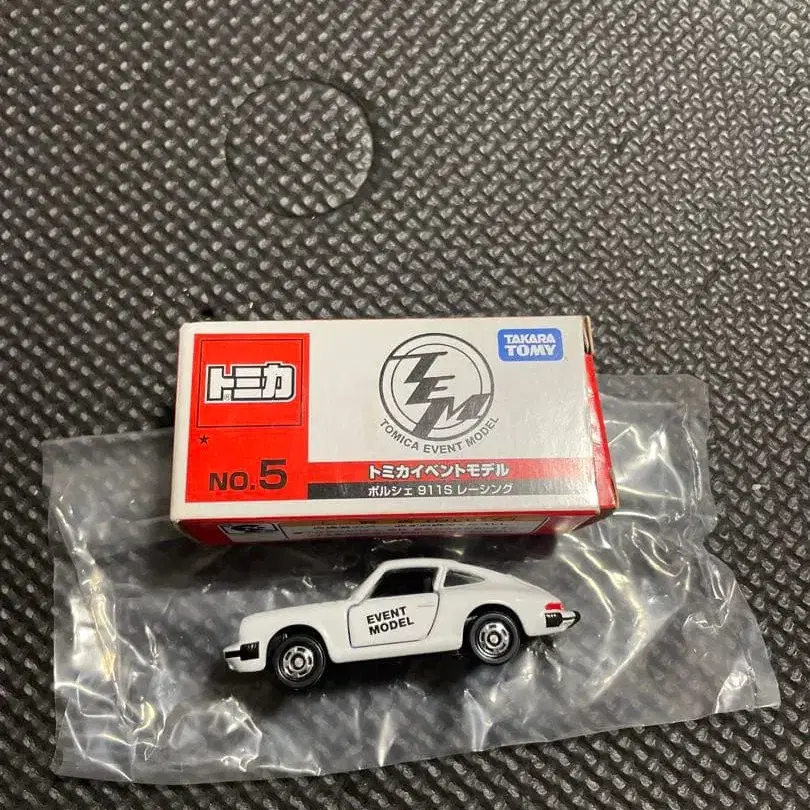 トミカ
®
TEM
TOMICA EVENT MODEL
TAKARA
TOMY
★
NO.5
トミカイベントモデル
ポルシェ 911S レーシング
EVENT
MODEL